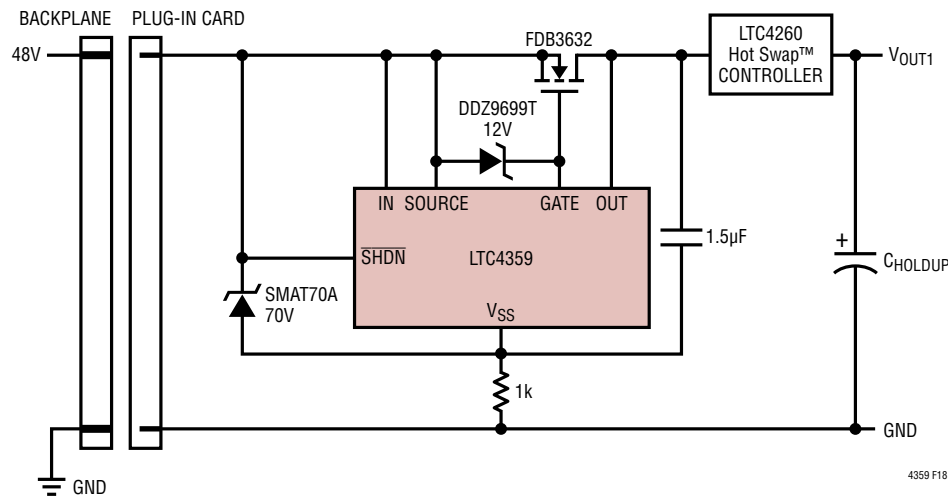 BACKPLANE PLUG-IN CARD
48V
FDB3632
LTC4260
Hot Swap™
CONTROLLER
VOUT1
DDZ9699T
12V
IN SOURCE GATE OUT
SHDN
LTC4359
VSS
1.5µF
SMAT70A
70V
+
CHOLDUP
1k
GND
GND
4359 F18